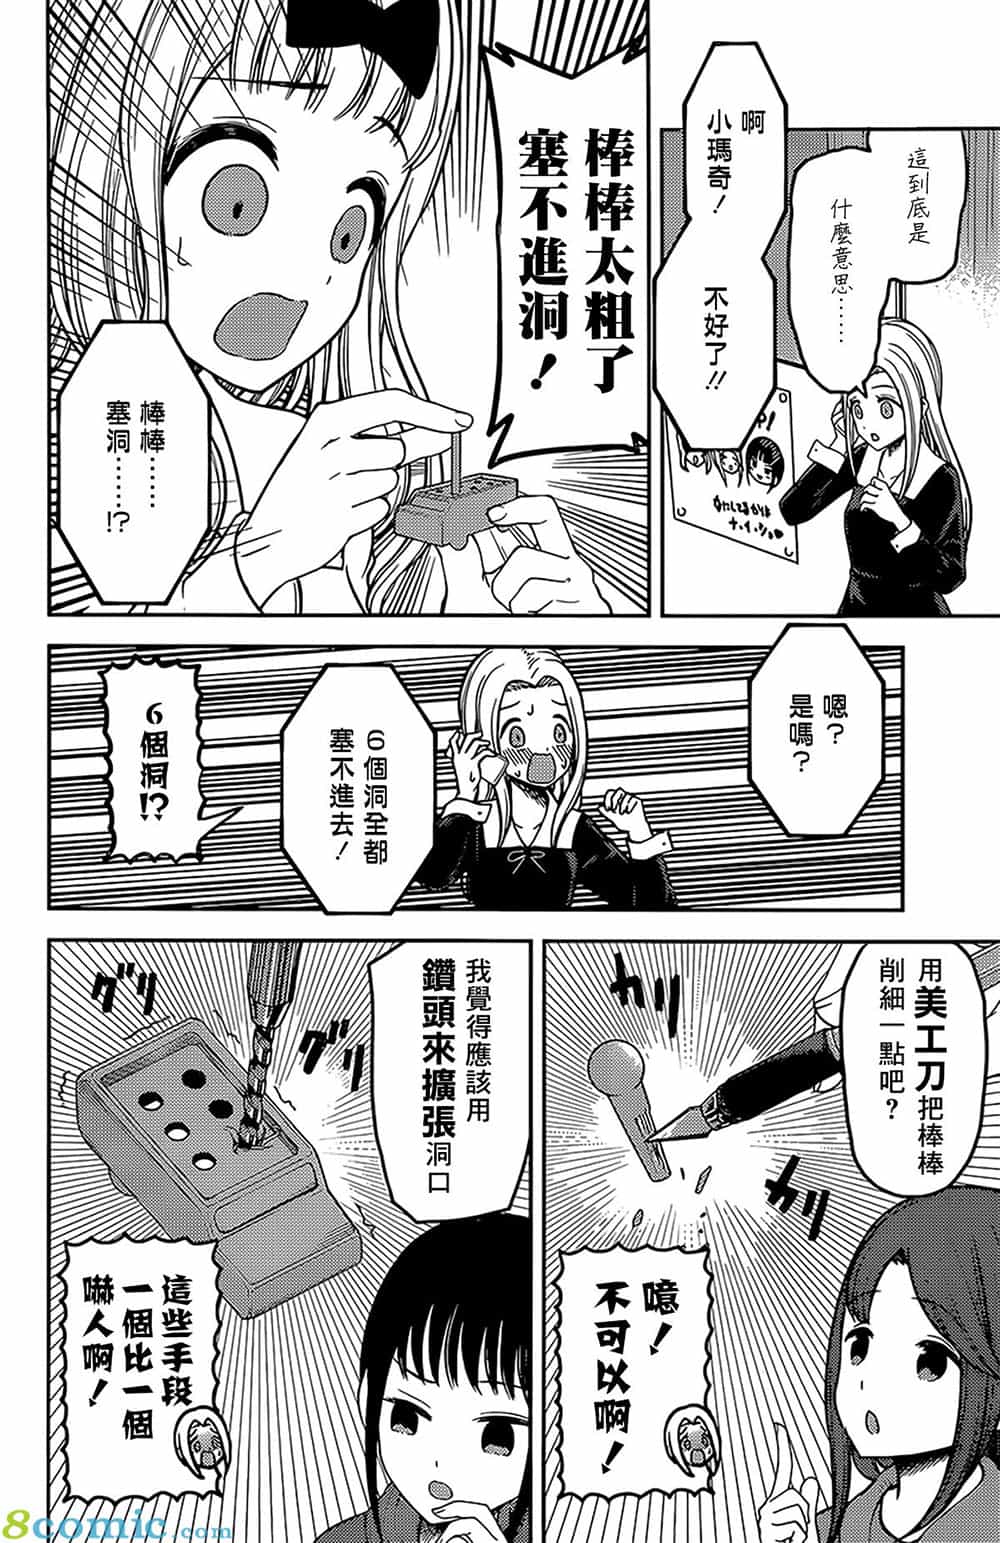 這到底是
什麼意思……
啊
小瑪奇！
不好了!!
棒棒太粗了
塞不進洞！
棒棒……
塞洞……
……!?
嗯？
是嗎？
6個洞全都
塞不進去！
6個洞!?
用美工刀把棒棒
削細一點吧？
噫！
不可以啊！
我覺得應該用
鑽頭來擴張洞口
グリ
グリ
這些手段
一個比一個
嚇人啊！
8comic.com